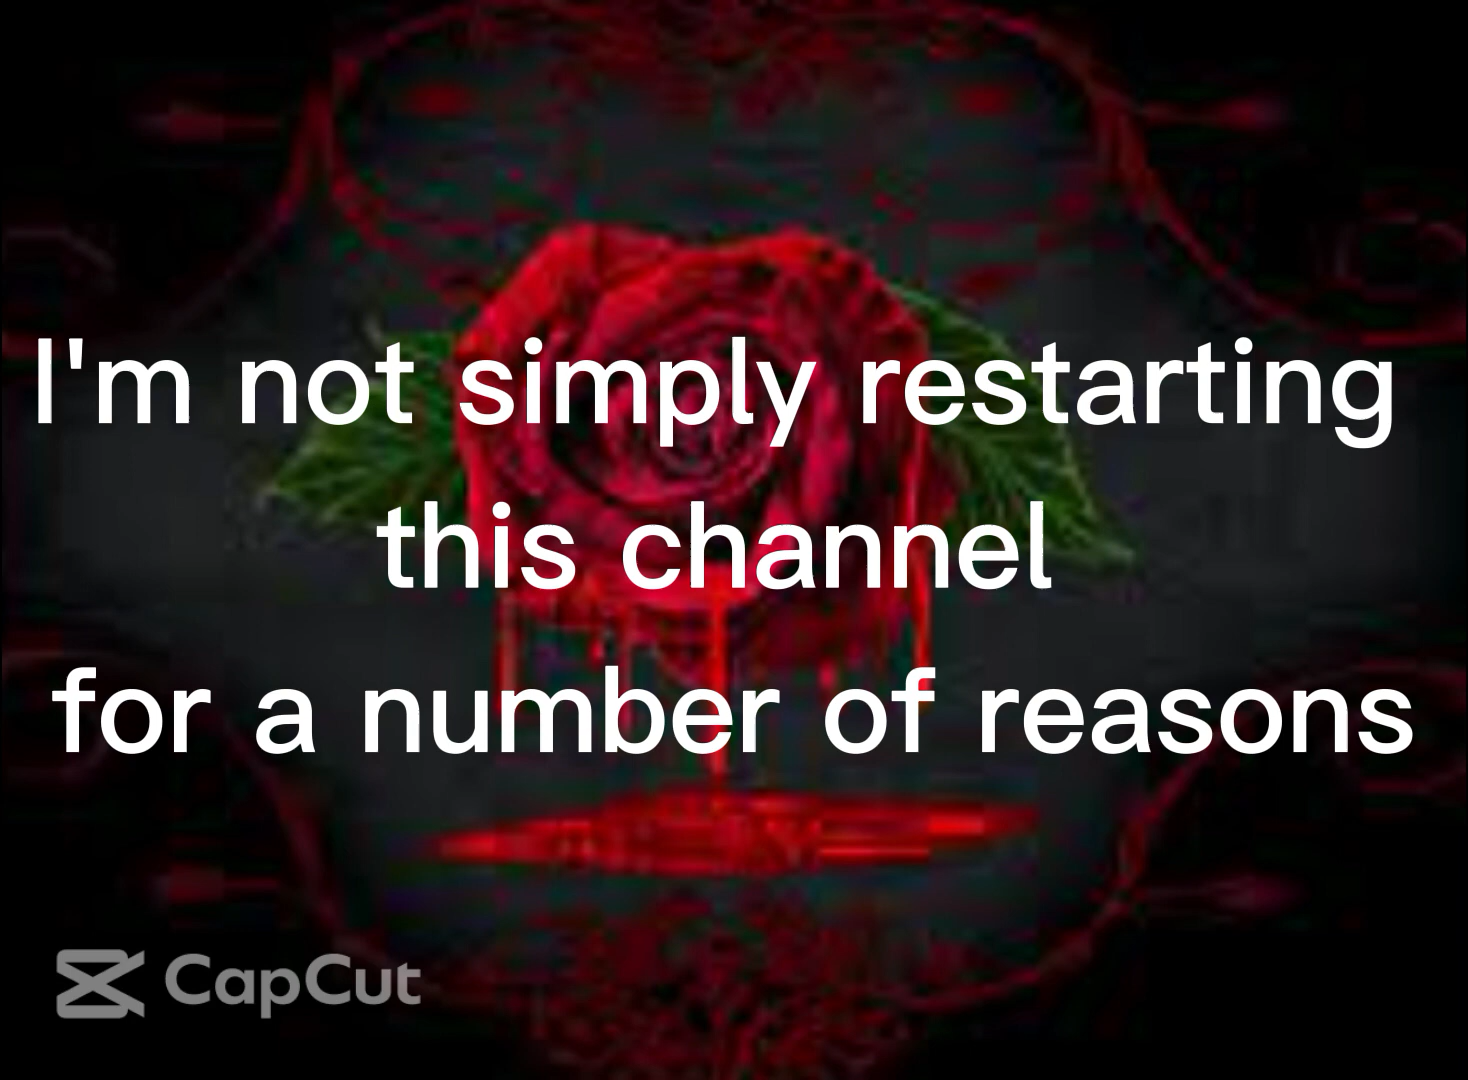 I'm not simply restarting
this channel
for a number of reasons
CapCut